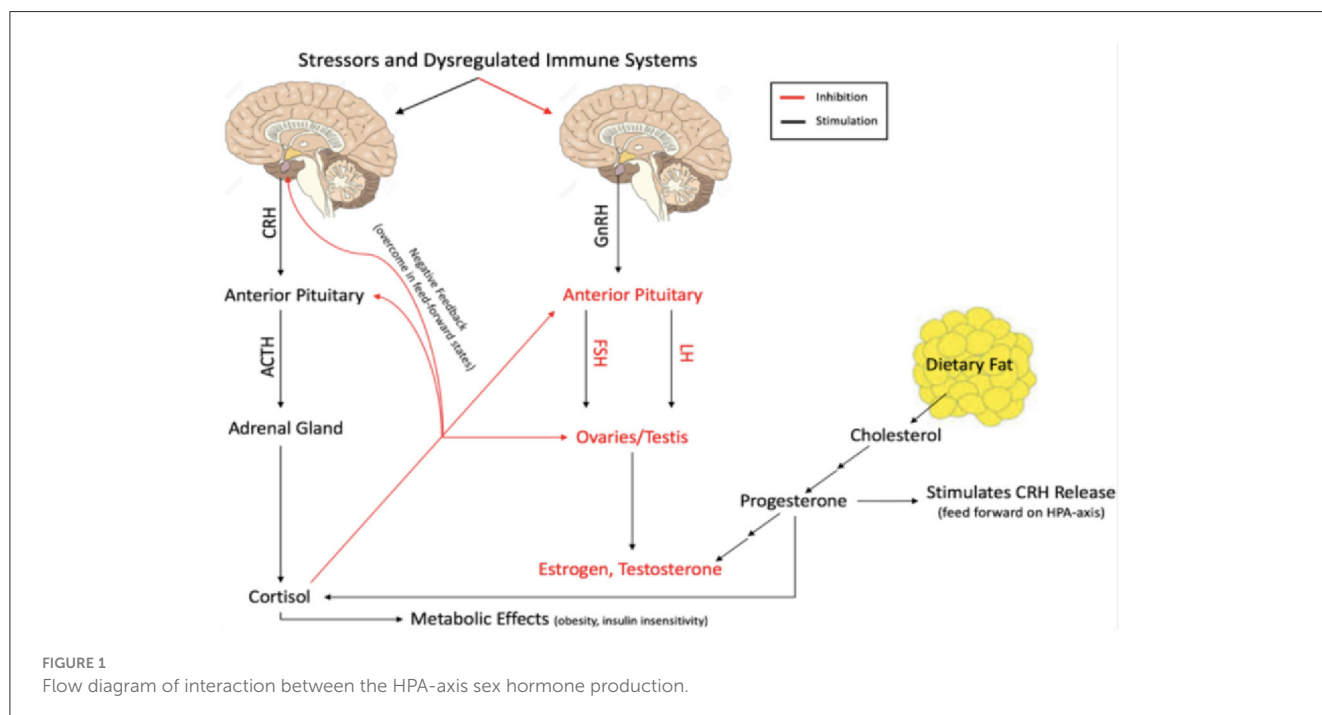 Stressors and Dysregulated Immune Systems
Inhibition
Stimulation
CRH
Negative Feedback
(overcome in feed-forward states)
GnRH
Anterior Pituitary
Anterior Pituitary
ACTH
FSH
LH
Dietary Fat
Adrenal Gland
Ovaries/Testis
Cholesterol
Progesterone
Stimulates CRH Release
(feed forward on HPA-axis)
Estrogen, Testosterone
Cortisol
Metabolic Effects (obesity, insulin insensitivity)
FIGURE 1
Flow diagram of interaction between the HPA-axis sex hormone production.